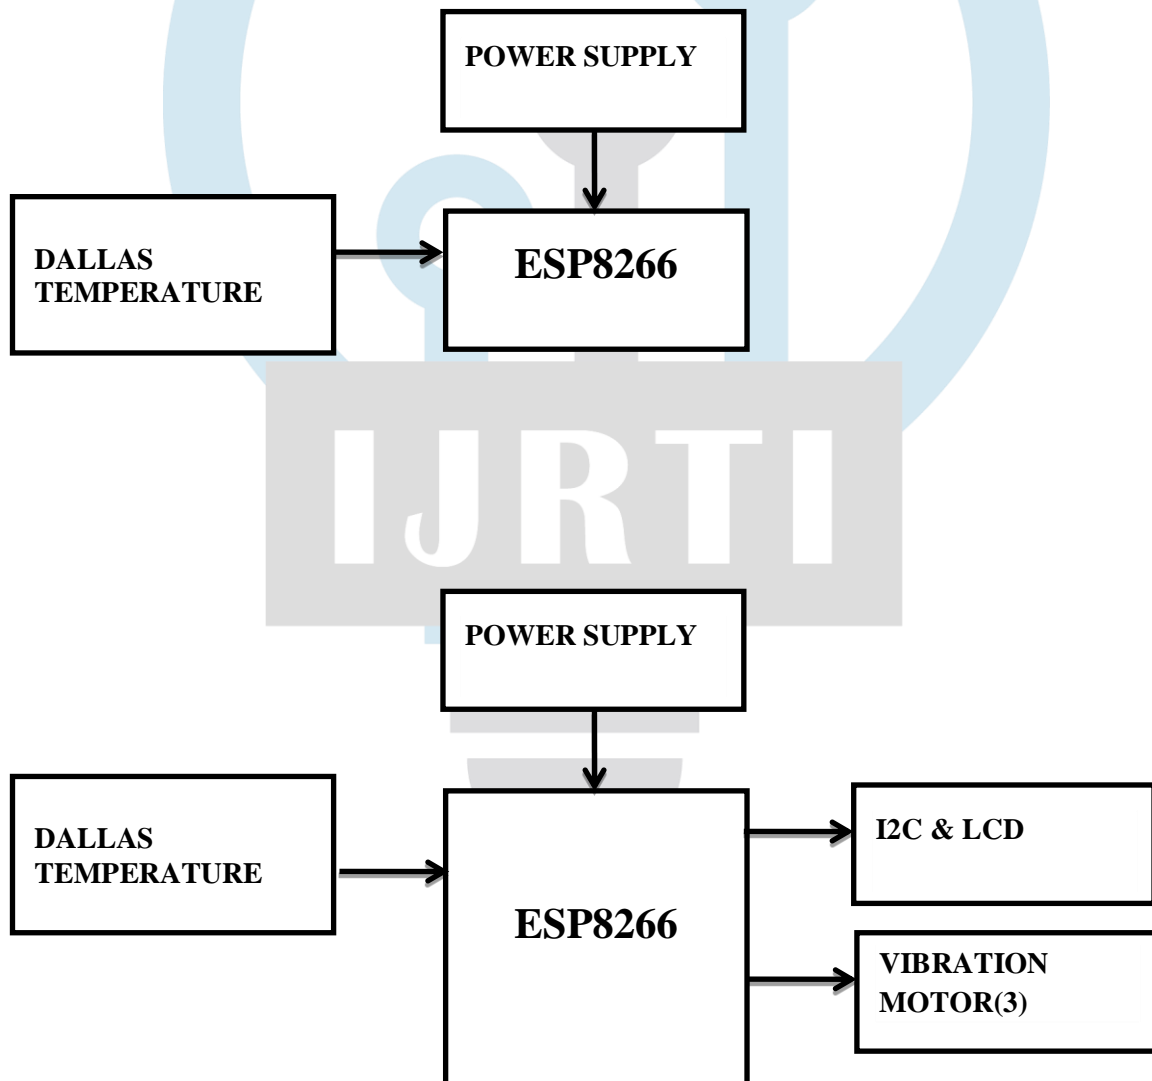 POWER SUPPLY
DALLAS
TEMPERATURE
ESP8266
IJRTI
POWER SUPPLY
DALLAS
TEMPERATURE
ESP8266
I2C & LCD
VIBRATION
MOTOR(3)